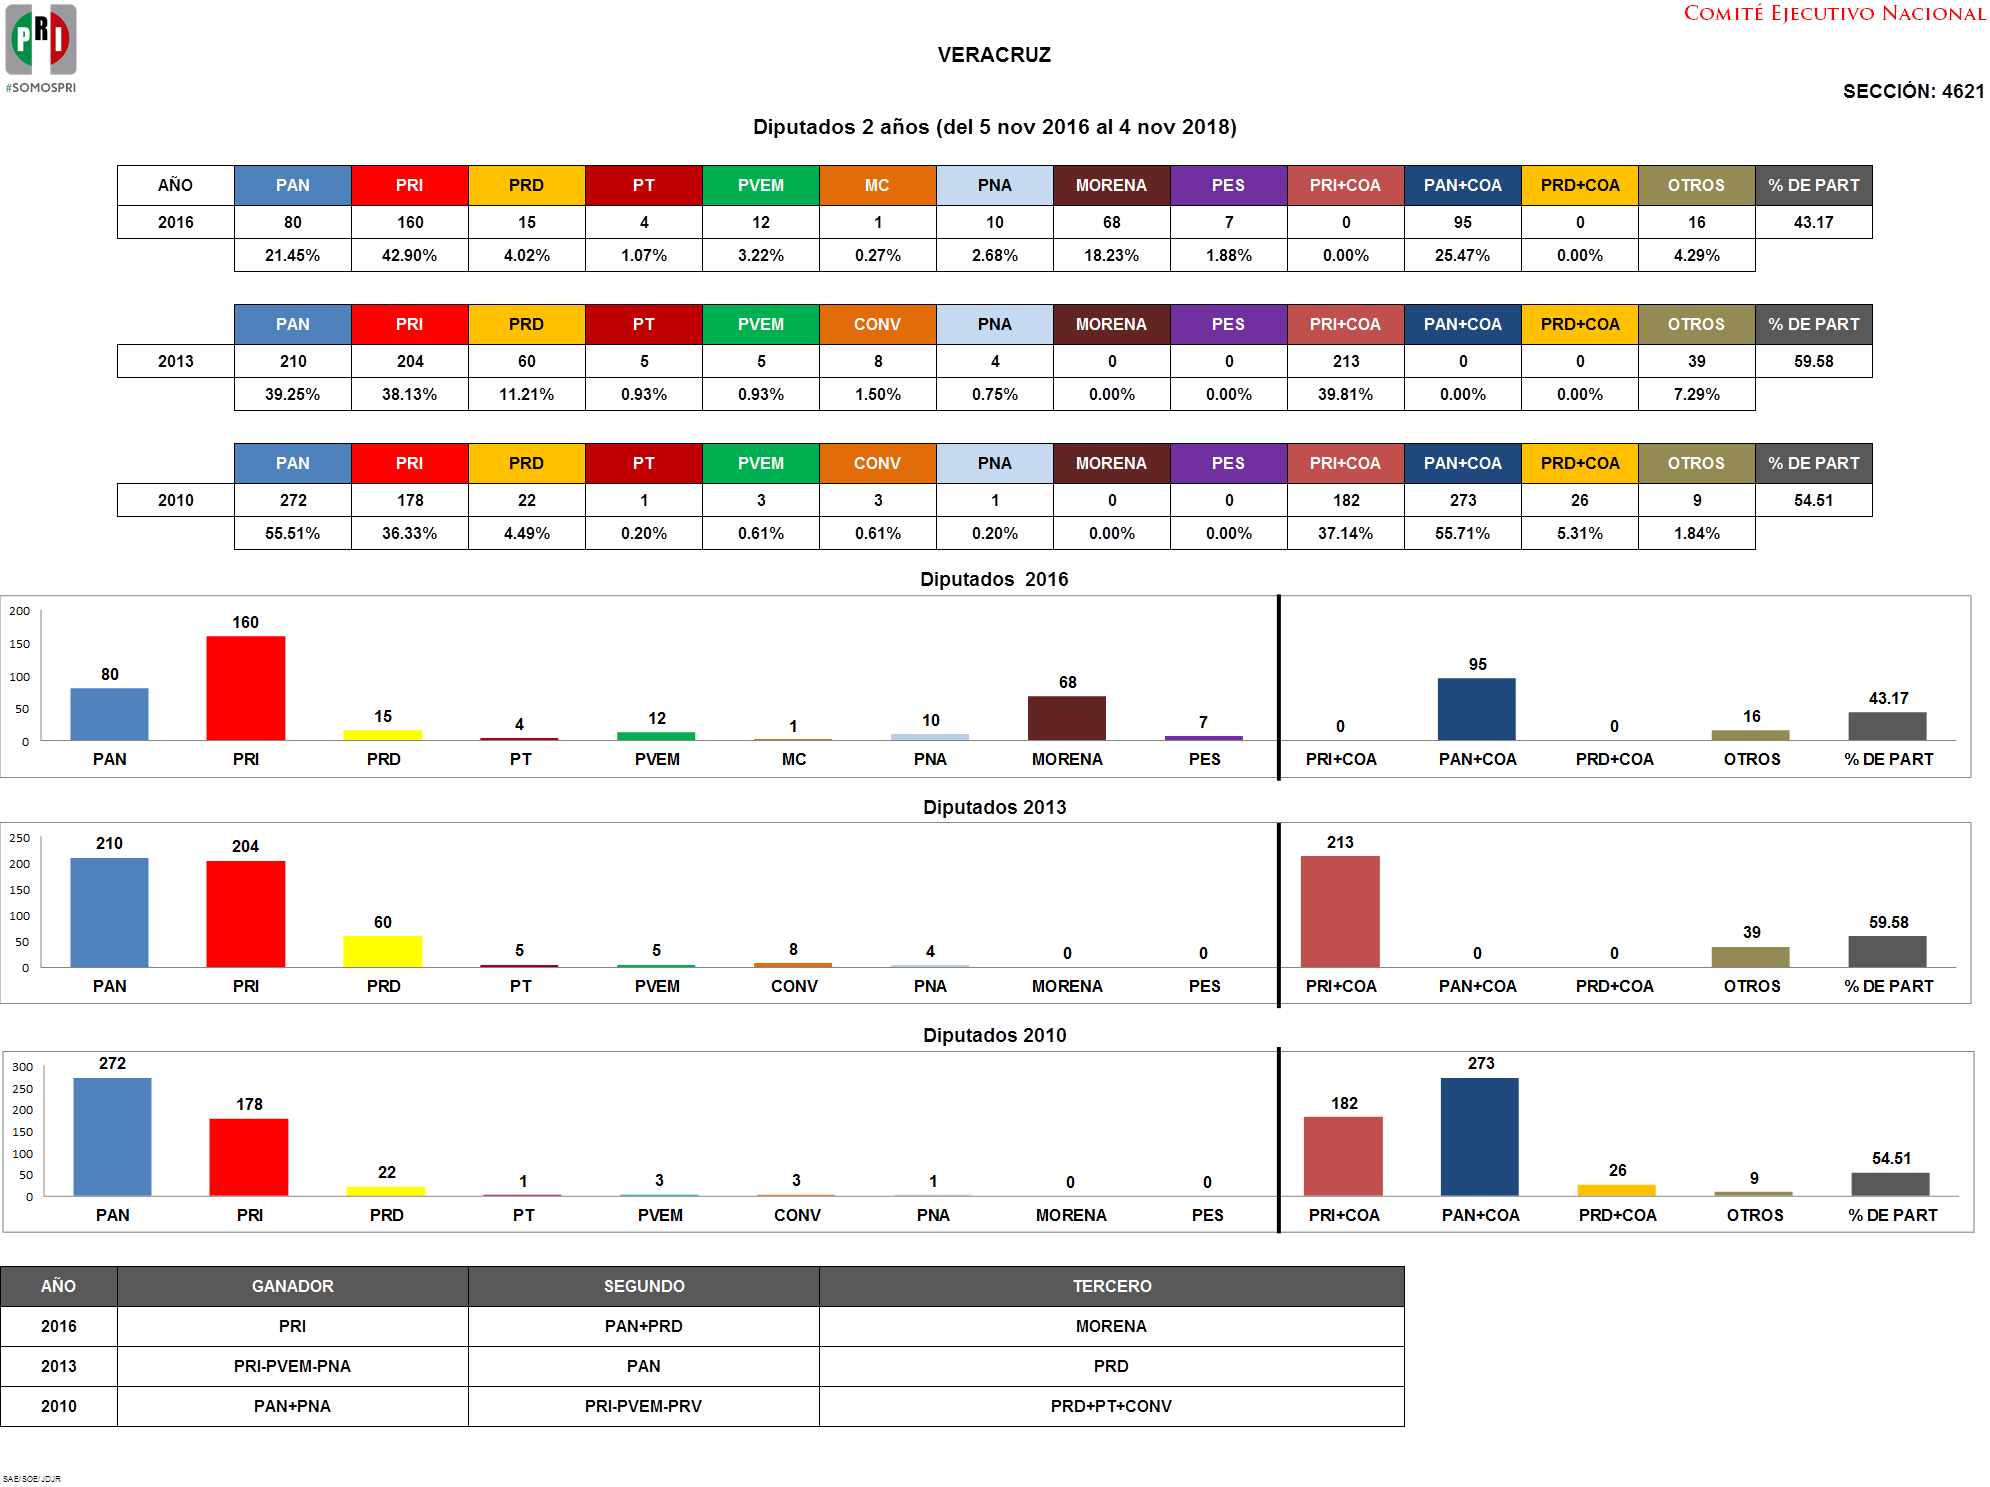 PRI
#SOMOSPRI
COMITÉ EJECUTIVO NACIONAL
VERACRUZ
SECCIÓN: 4621
Diputados 2 años (del 5 nov 2016 al 4 nov 2018)
AÑO PAN PRI PRD PT PVEM MC PNA MORENA PES PRI+COA PAN+COA PRD+COA OTROS % DE PART
2016 80 160 15 4 12 1 10 68 7 0 95 0 16 43.17
21.45% 42.90% 4.02% 1.07% 3.22% 0.27% 2.68% 18.23% 1.88% 0.00% 25.47% 0.00% 4.29%
PAN PRI PRD PT PVEM CONV PNA MORENA PES PRI+COA PAN+COA PRD+COA OTROS % DE PART
2013 210 204 60 5 5 8 4 0 0 213 0 0 39 59.58
39.25% 38.13% 11.21% 0.93% 0.93% 1.50% 0.75% 0.00% 0.00% 39.81% 0.00% 0.00% 7.29%
PAN PRI PRD PT PVEM CONV PNA MORENA PES PRI+COA PAN+COA PRD+COA OTROS % DE PART
2010 272 178 22 1 3 3 1 0 0 182 273 26 9 54.51
55.51% 36.33% 4.49% 0.20% 0.61% 0.61% 0.20% 0.00% 0.00% 37.14% 55.71% 5.31% 1.84%
Diputados 2016
200
150
100
50
0
80 160 15 4 12 1 10 68 7 0 95 0 16 43.17
PAN PRI PRD PT PVEM MC PNA MORENA PES PRI+COA PAN+COA PRD+COA OTROS % DE PART
Diputados 2013
250
200
150
100
50
0
210 204 60 5 5 8 4 0 0 213 0 0 39 59.58
PAN PRI PRD PT PVEM CONV PNA MORENA PES PRI+COA PAN+COA PRD+COA OTROS % DE PART
Diputados 2010
300
250
200
150
100
50
0
272 178 22 1 3 3 1 0 0 182 273 26 9 54.51
PAN PRI PRD PT PVEM CONV PNA MORENA PES PRI+COA PAN+COA PRD+COA OTROS % DE PART
AÑO GANADOR SEGUNDO TERCERO
2016 PRI PAN+PRD MORENA
2013 PRI-PVEM-PNA PAN PRD
2010 PAN+PNA PRI-PVEM-PRV PRD+PT+CONV
SAE/SOE/JDJR